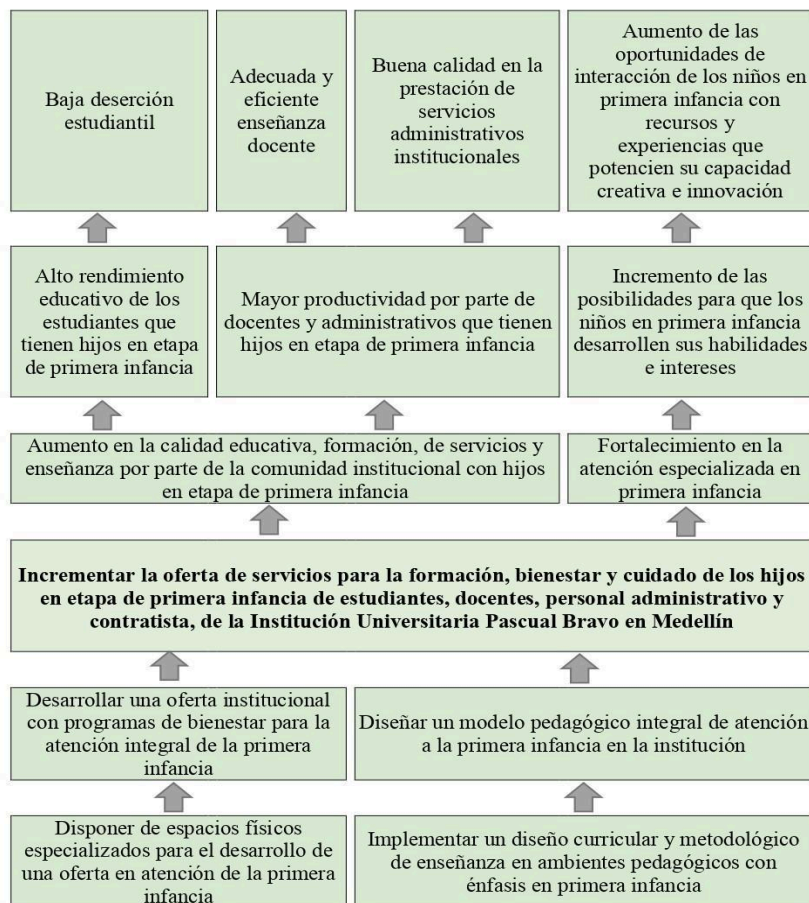 Baja deserción
estudiantil
Adecuada y
eficiente
enseñanza
docente
Buena calidad en la
prestación de
servicios
administrativos
institucionales
Aumento de las
oportunidades de
interacción de los niños en
primera infancia con
recursos y
experiencias que
potencien su capacidad
creativa e innovación
Alto rendimiento
educativo de los
estudiantes que
tienen hijos en etapa
de primera infancia
Mayor productividad por parte de
docentes y administrativos que tienen
hijos en etapa de primera infancia
Incremento de las
posibilidades para que los
niños en primera infancia
desarrollen sus habilidades
e intereses
Aumento en la calidad educativa, formación, de servicios y
enseñanza por parte de la comunidad institucional con hijos
en etapa de primera infancia
Fortalecimiento en la
atención especializada en
primera infancia
Incrementar la oferta de servicios para la formación, bienestar y cuidado de los hijos
en etapa de primera infancia de estudiantes, docentes, personal administrativo y
contratista, de la Institución Universitaria Pascual Bravo en Medellín
Desarrollar una oferta institucional
con programas de bienestar para la
atención integral de la primera
infancia
Diseñar un modelo pedagógico integral de atención
a la primera infancia en la institución
Disponer de espacios físicos
especializados para el desarrollo de
una oferta en atención de la primera
infancia
Implementar un diseño curricular y metodológico
de enseñanza en ambientes pedagógicos con
énfasis en primera infancia